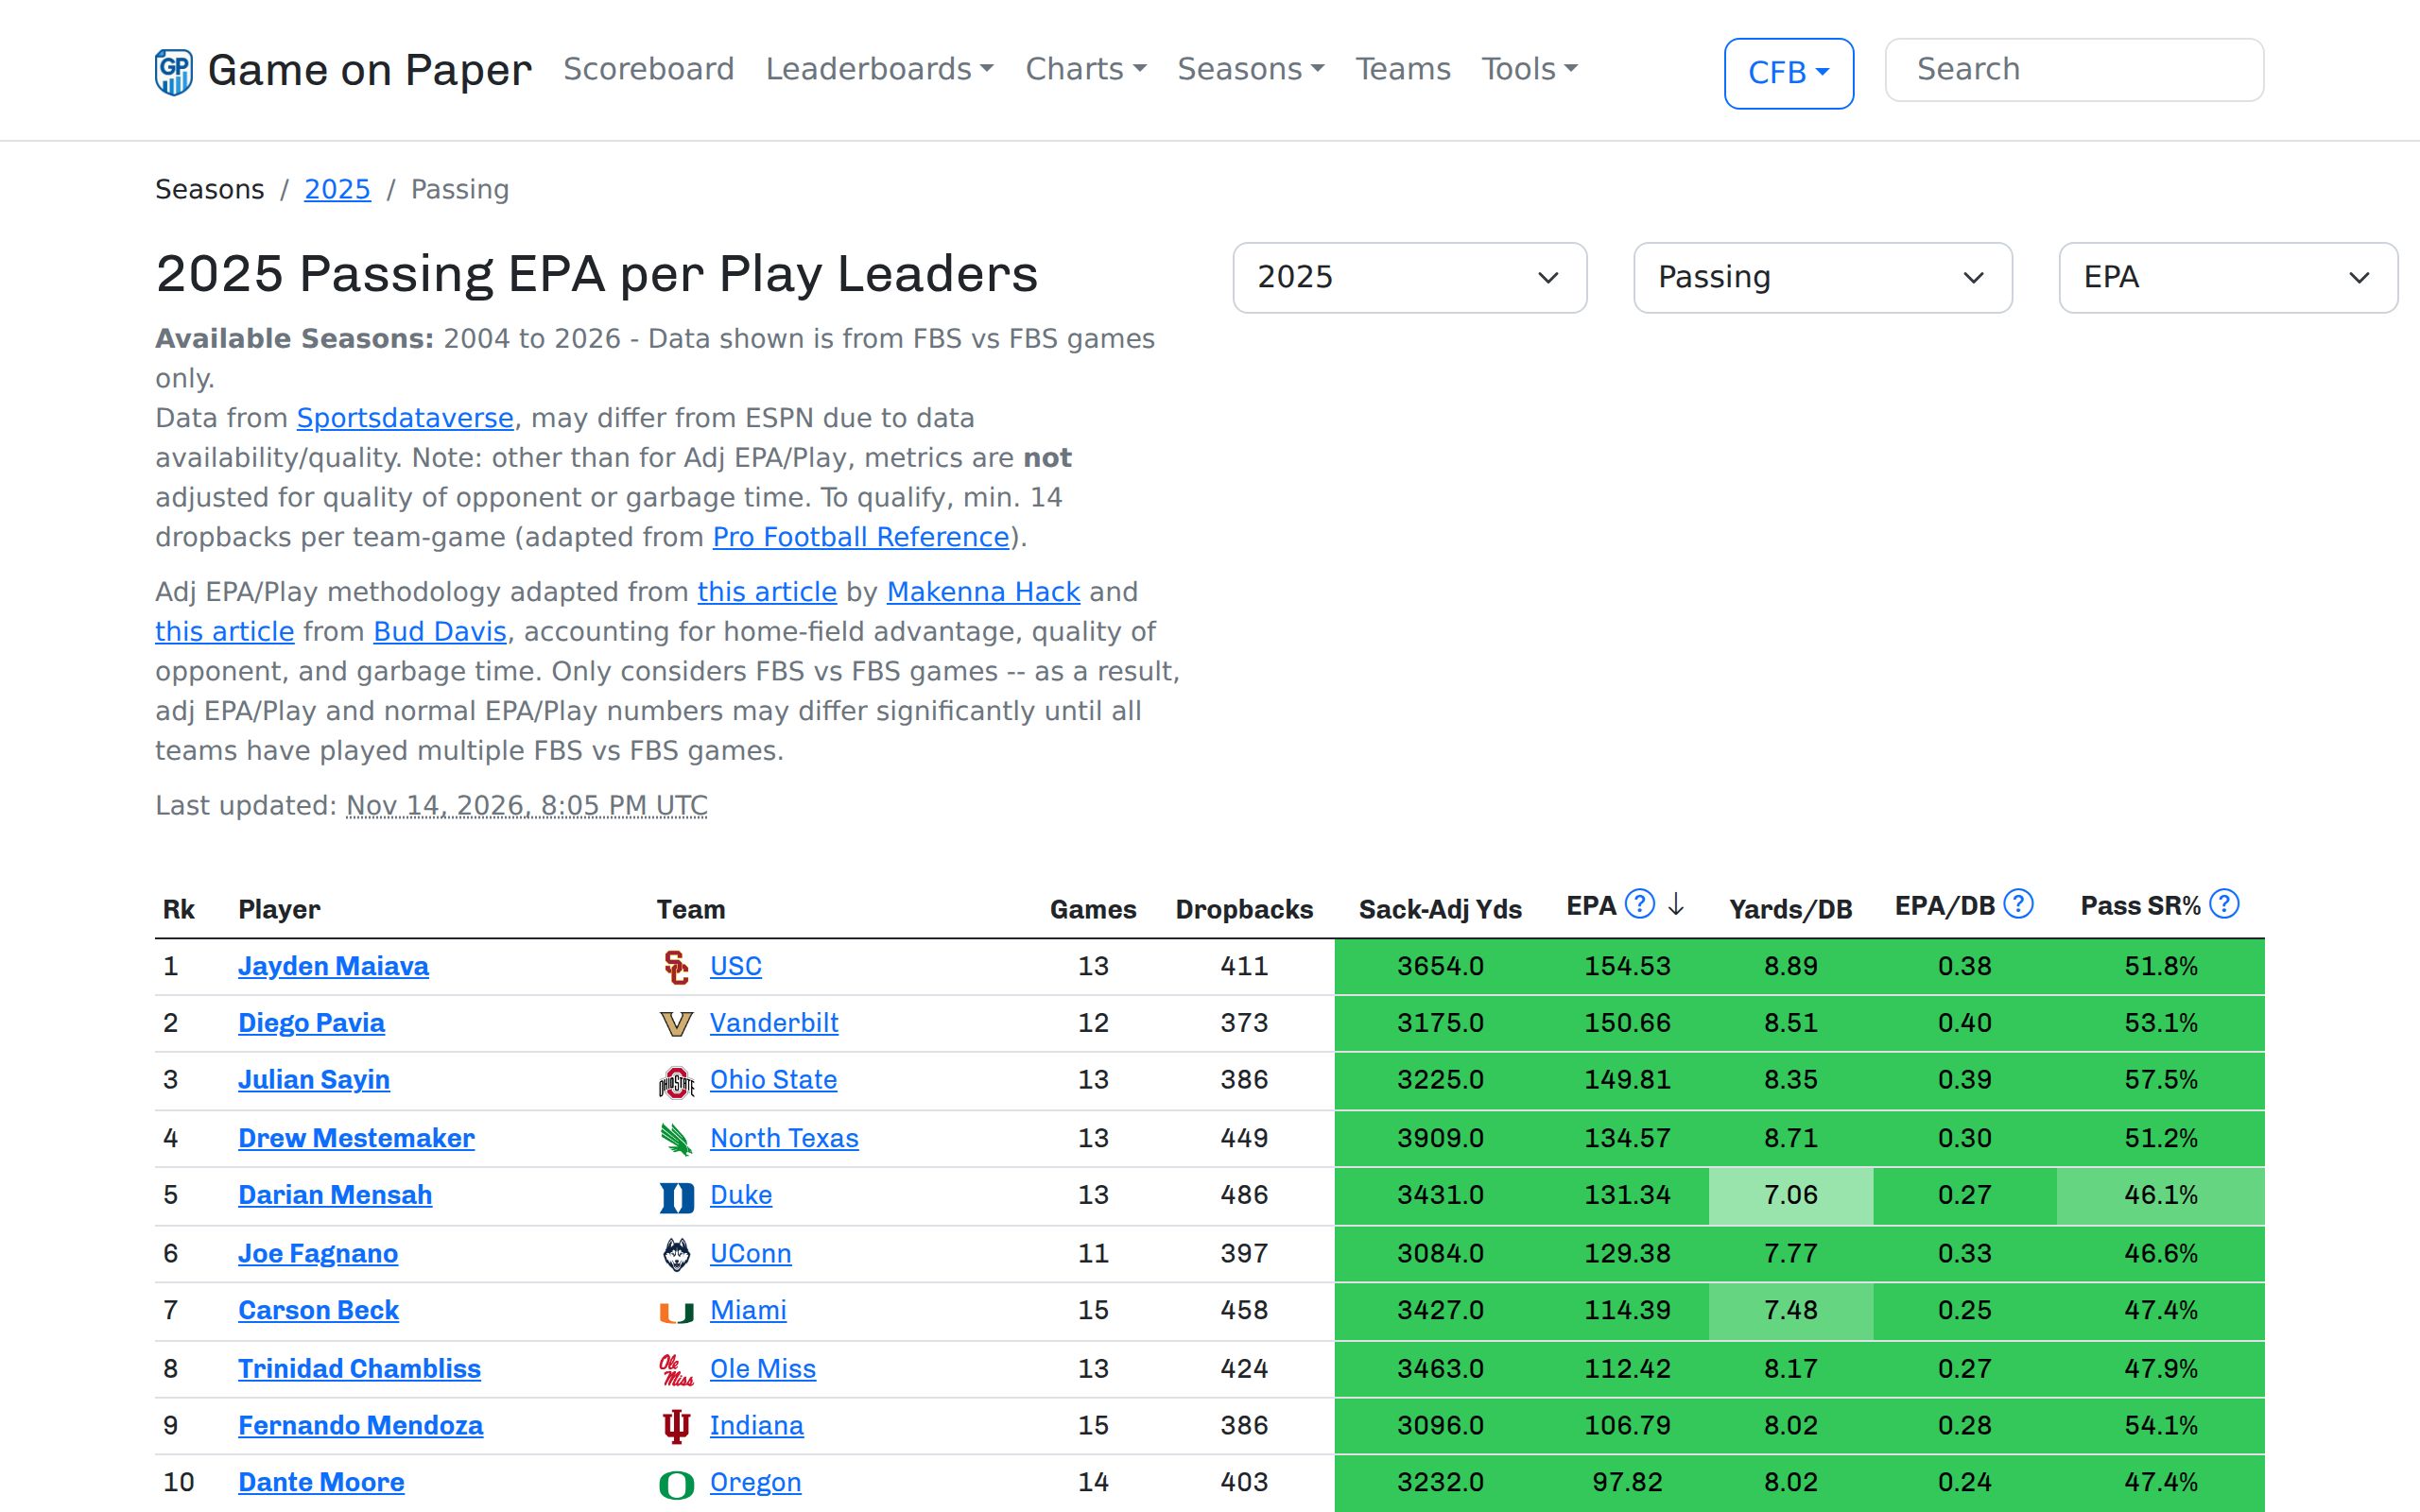 GP Game on Paper Scoreboard Leaderboards Charts Seasons Teams Tools CFB Search
Seasons / 2025 / Passing
2025 Passing EPA per Play Leaders 2025 Passing EPA
Available Seasons: 2004 to 2026 - Data shown is from FBS vs FBS games
only.
Data from Sportsdataverse, may differ from ESPN due to data
availability/quality. Note: other than for Adj EPA/Play, metrics are not
adjusted for quality of opponent or garbage time. To qualify, min. 14
dropbacks per team-game (adapted from Pro Football Reference).
Adj EPA/Play methodology adapted from this article by Makenna Hack and
this article from Bud Davis, accounting for home-field advantage, quality of
opponent, and garbage time. Only considers FBS vs FBS games -- as a result,
adj EPA/Play and normal EPA/Play numbers may differ significantly until all
teams have played multiple FBS vs FBS games.
Last updated: Nov 14, 2026, 8:05 PM UTC
Rk Player Team Games Dropbacks Sack-Adj Yds EPA ? ↓ Yards/DB EPA/DB ? Pass SR% ?
1 Jayden Maiava SC USC 13 411 3654.0 154.53 8.89 0.38 51.8%
2 Diego Pavia V Vanderbilt 12 373 3175.0 150.66 8.51 0.40 53.1%
3 Julian Sayin OHIO STATE Ohio State 13 386 3225.0 149.81 8.35 0.39 57.5%
4 Drew Mestemaker North Texas 13 449 3909.0 134.57 8.71 0.30 51.2%
5 Darian Mensah D Duke 13 486 3431.0 131.34 7.06 0.27 46.1%
6 Joe Fagnano UConn 11 397 3084.0 129.38 7.77 0.33 46.6%
7 Carson Beck U Miami 15 458 3427.0 114.39 7.48 0.25 47.4%
8 Trinidad Chambliss Ole Miss Ole Miss 13 424 3463.0 112.42 8.17 0.27 47.9%
9 Fernando Mendoza IU Indiana 15 386 3096.0 106.79 8.02 0.28 54.1%
10 Dante Moore O Oregon 14 403 3232.0 97.82 8.02 0.24 47.4%